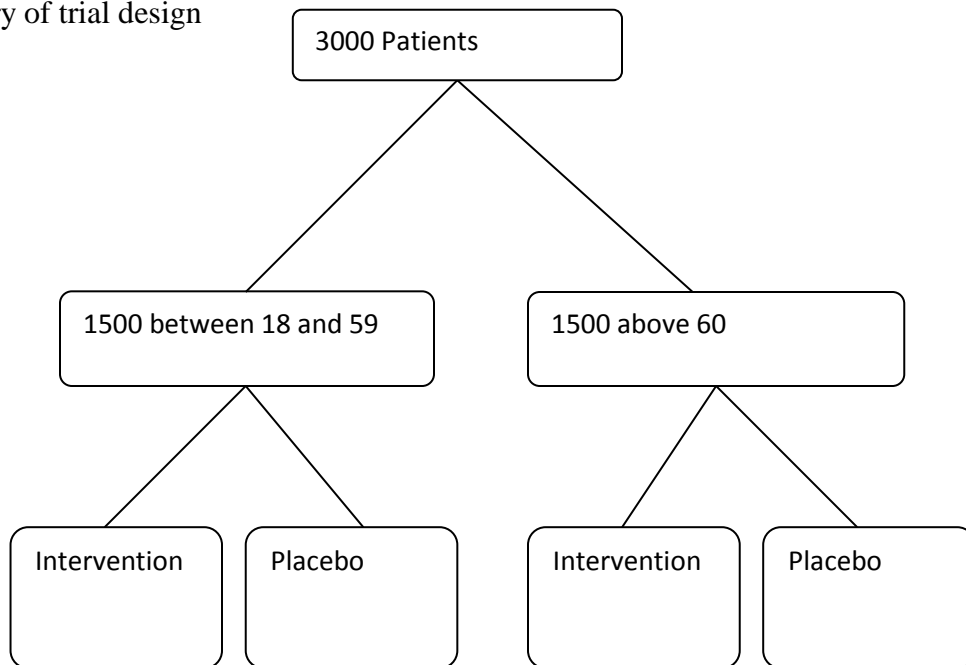 of trial design
3000 Patients
1500 between 18 and 59
1500 above 60
Intervention
Placebo
Intervention
Placebo